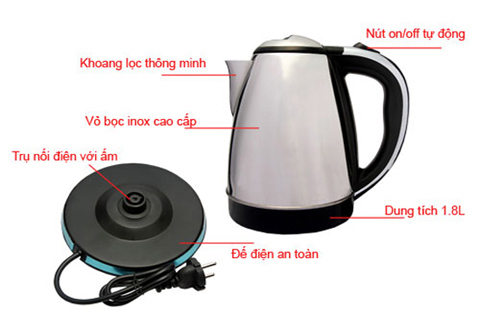 Nút on/off tự động
Khoang lọc thông minh
Vỏ bọc inox cao cấp
Trụ nối điện với ấm
Dung tích 1.8L
Đế điện an toàn